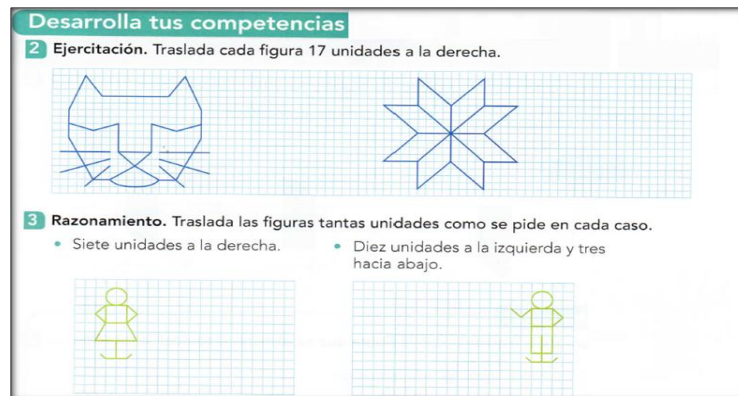 Desarrolla tus competencias
2 Ejercitación. Traslada cada figura 17 unidades a la derecha.
3 Razonamiento. Traslada las figuras tantas unidades como se pide en cada caso.
• Siete unidades a la derecha.
• Diez unidades a la izquierda y tres
hacia abajo.